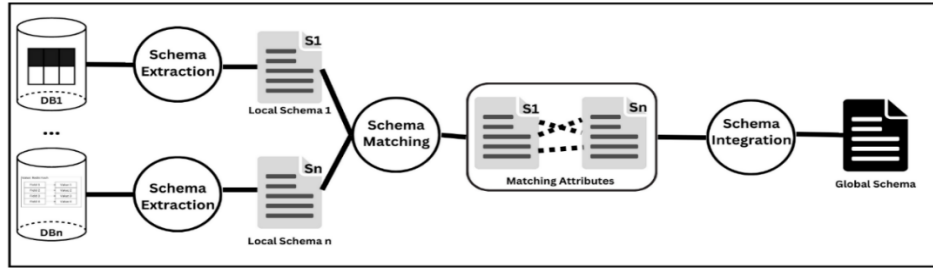 DB1
Schema
Extraction
S1
Local Schema 1
...
DBn
Schema
Extraction
Sn
Local Schema n
Schema
Matching
S1
Sn
Matching Attributes
Schema
Integration
Global Schema